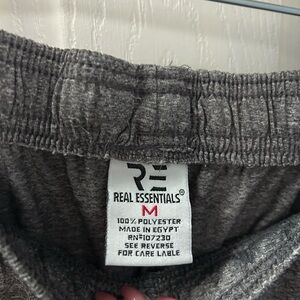 RE
REAL ESSENTIALS®
M
100% POLYESTER
MADE IN EGYPT
RN#107230
SEE REVERSE
FOR CARE LABLE